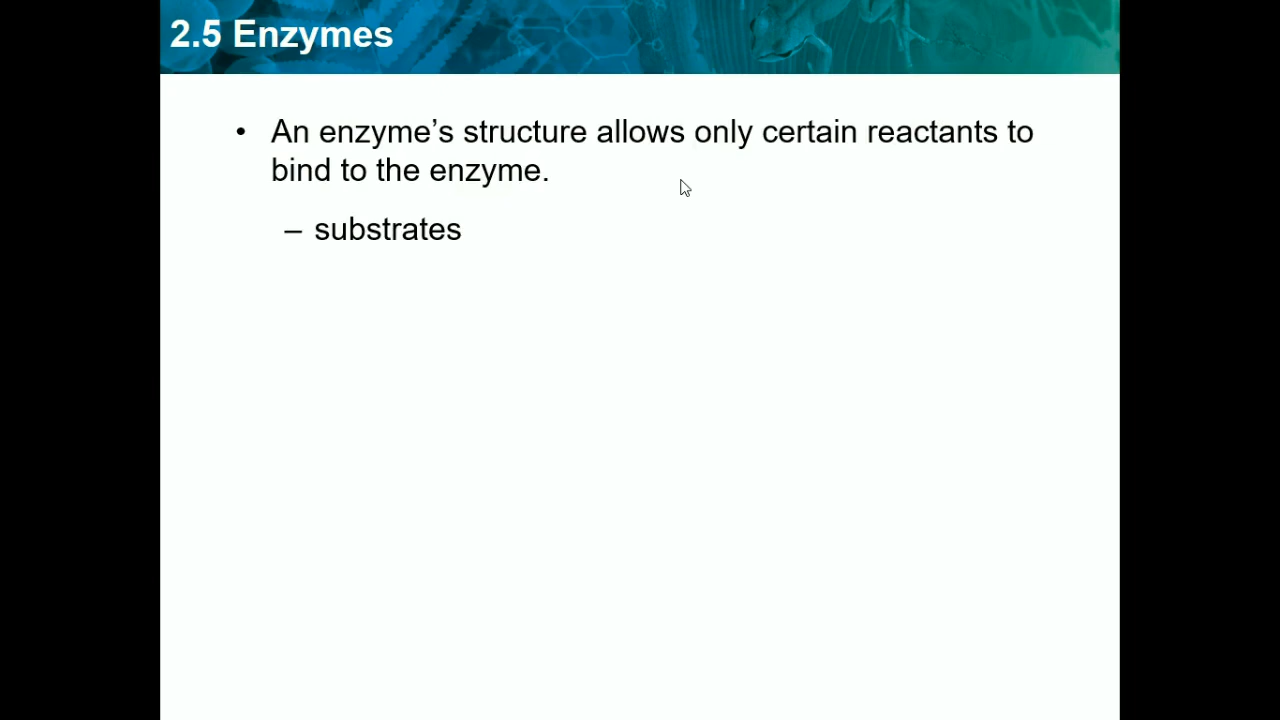 2.5 Enzymes
• An enzyme’s structure allows only certain reactants to
bind to the enzyme.
– substrates